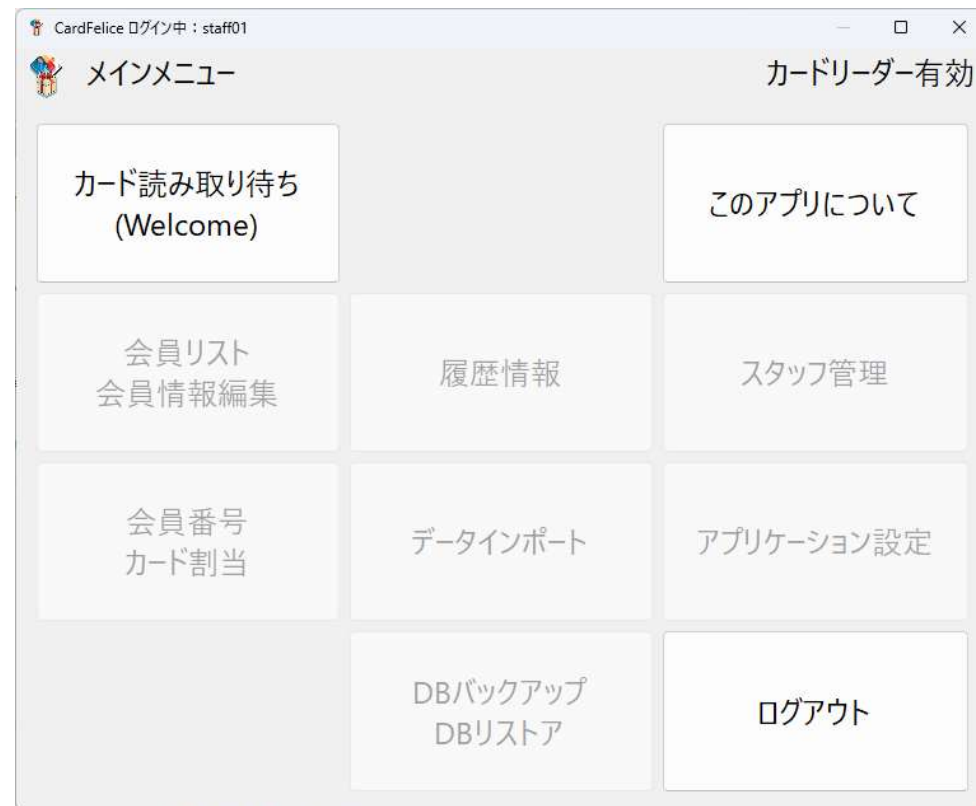 CardFelice ログイン中：staff01
メインメニュー
カードリーダー有効
カード読み取り待ち
(Welcome)
このアプリについて
会員リスト
会員情報編集
履歴情報
スタッフ管理
会員番号
カード割当
データインポート
アプリケーション設定
DBバックアップ
DBリストア
ログアウト